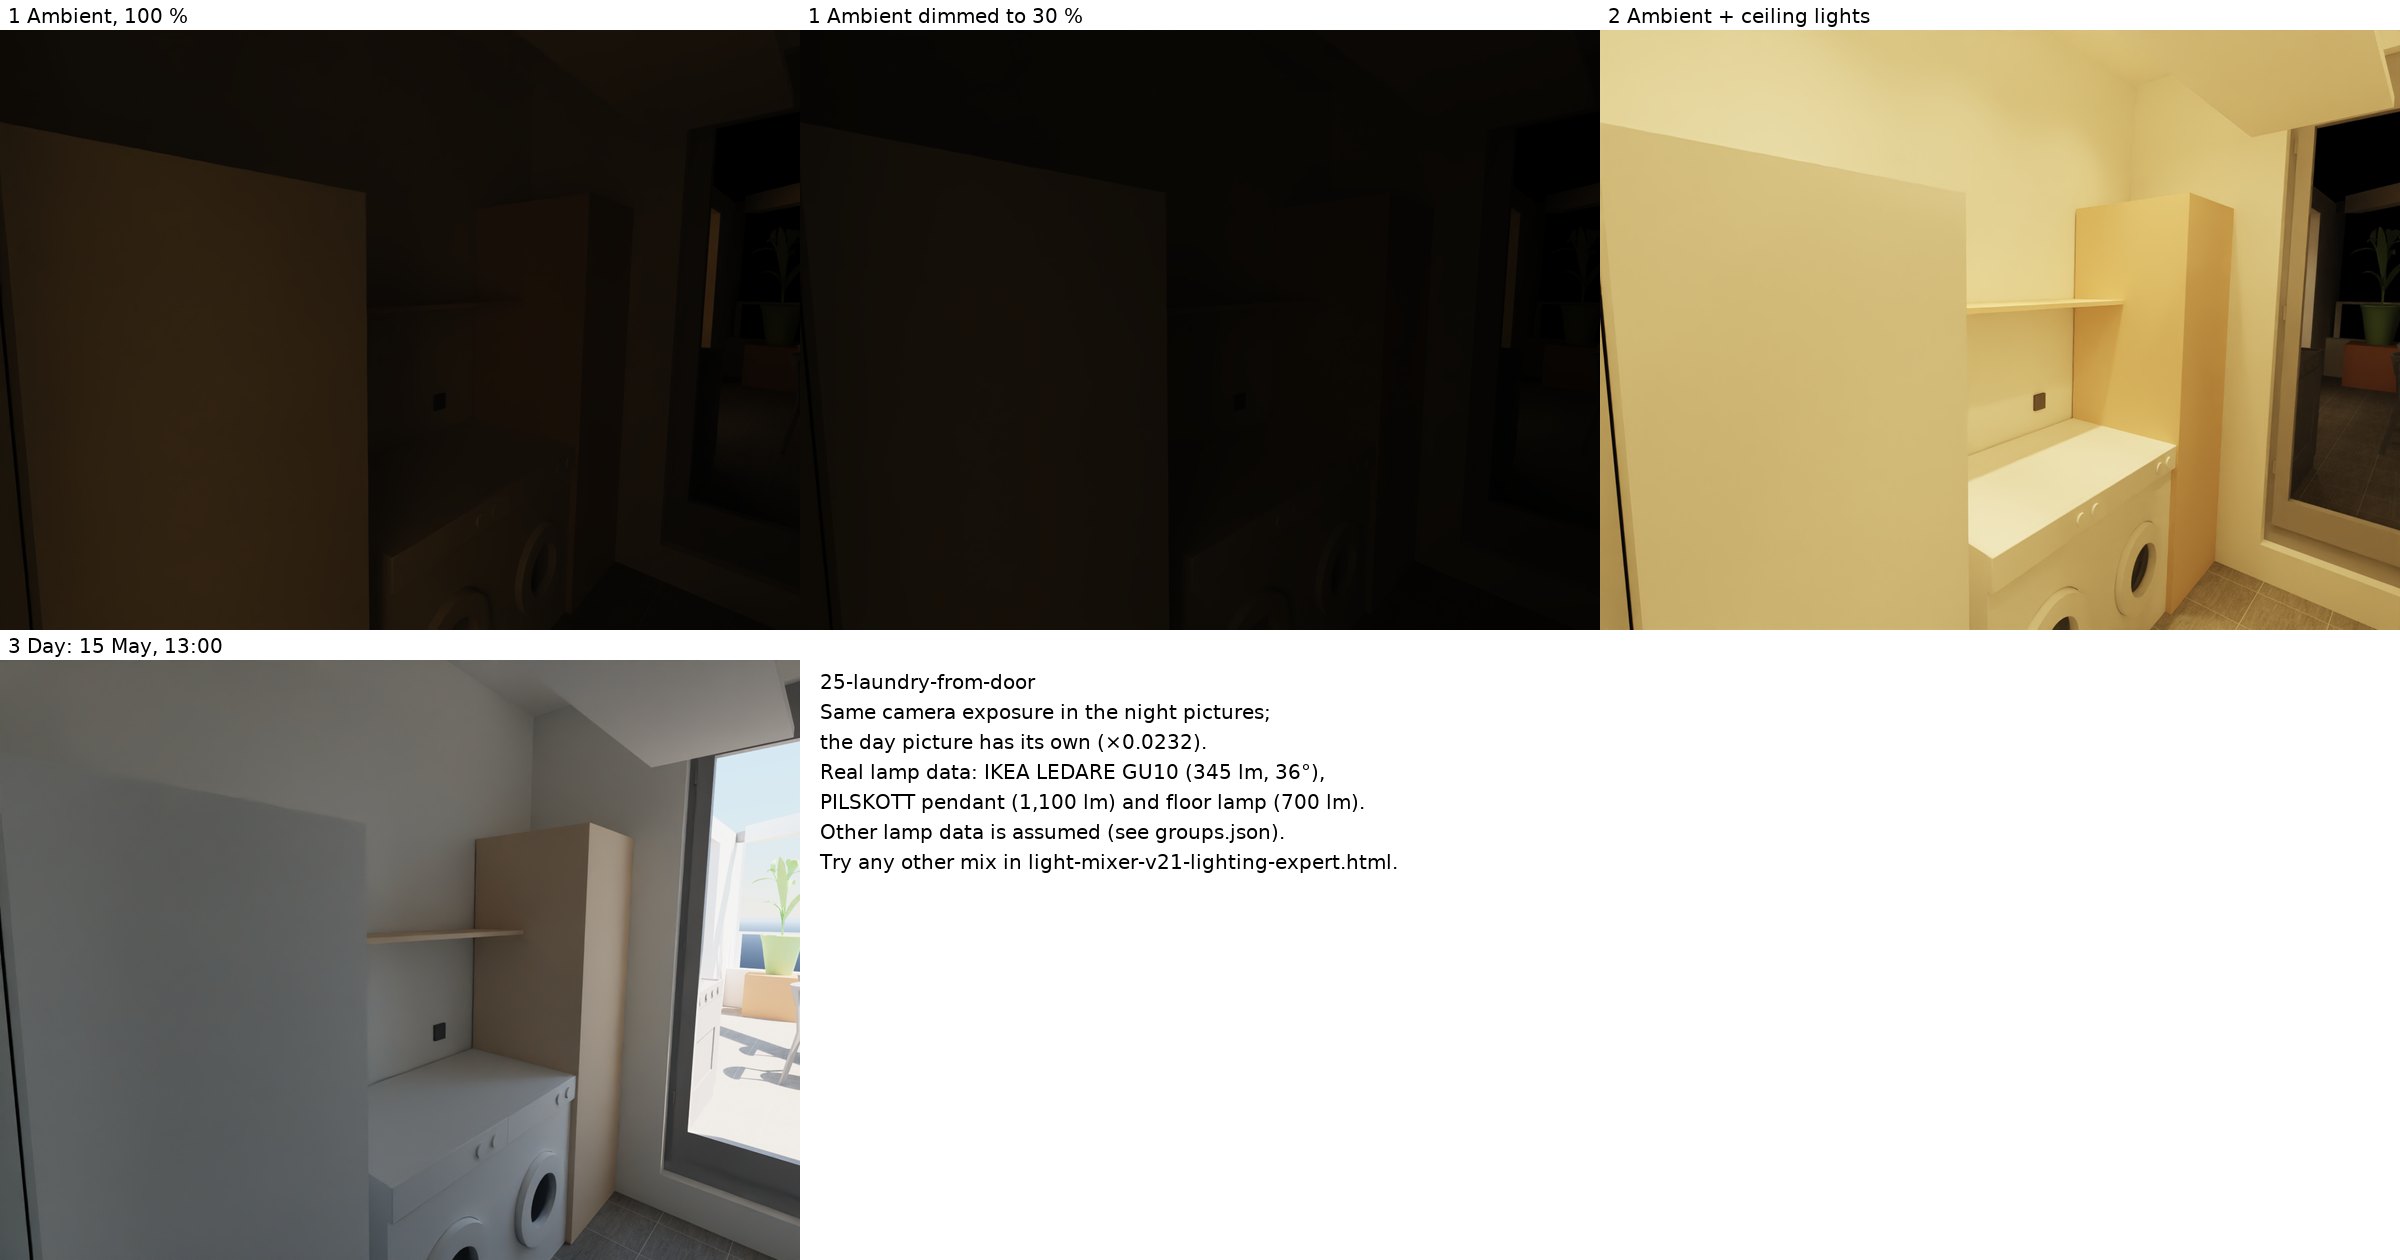 1 Ambient, 100 %
1 Ambient dimmed to 30 %
2 Ambient + ceiling lights
3 Day: 15 May, 13:00
25-laundry-from-door
Same camera exposure in the night pictures;
the day picture has its own (×0.0232).
Real lamp data: IKEA LEDARE GU10 (345 lm, 36°),
PILSKOTT pendant (1,100 lm) and floor lamp (700 lm).
Other lamp data is assumed (see groups.json).
Try any other mix in light-mixer-v21-lighting-expert.html.